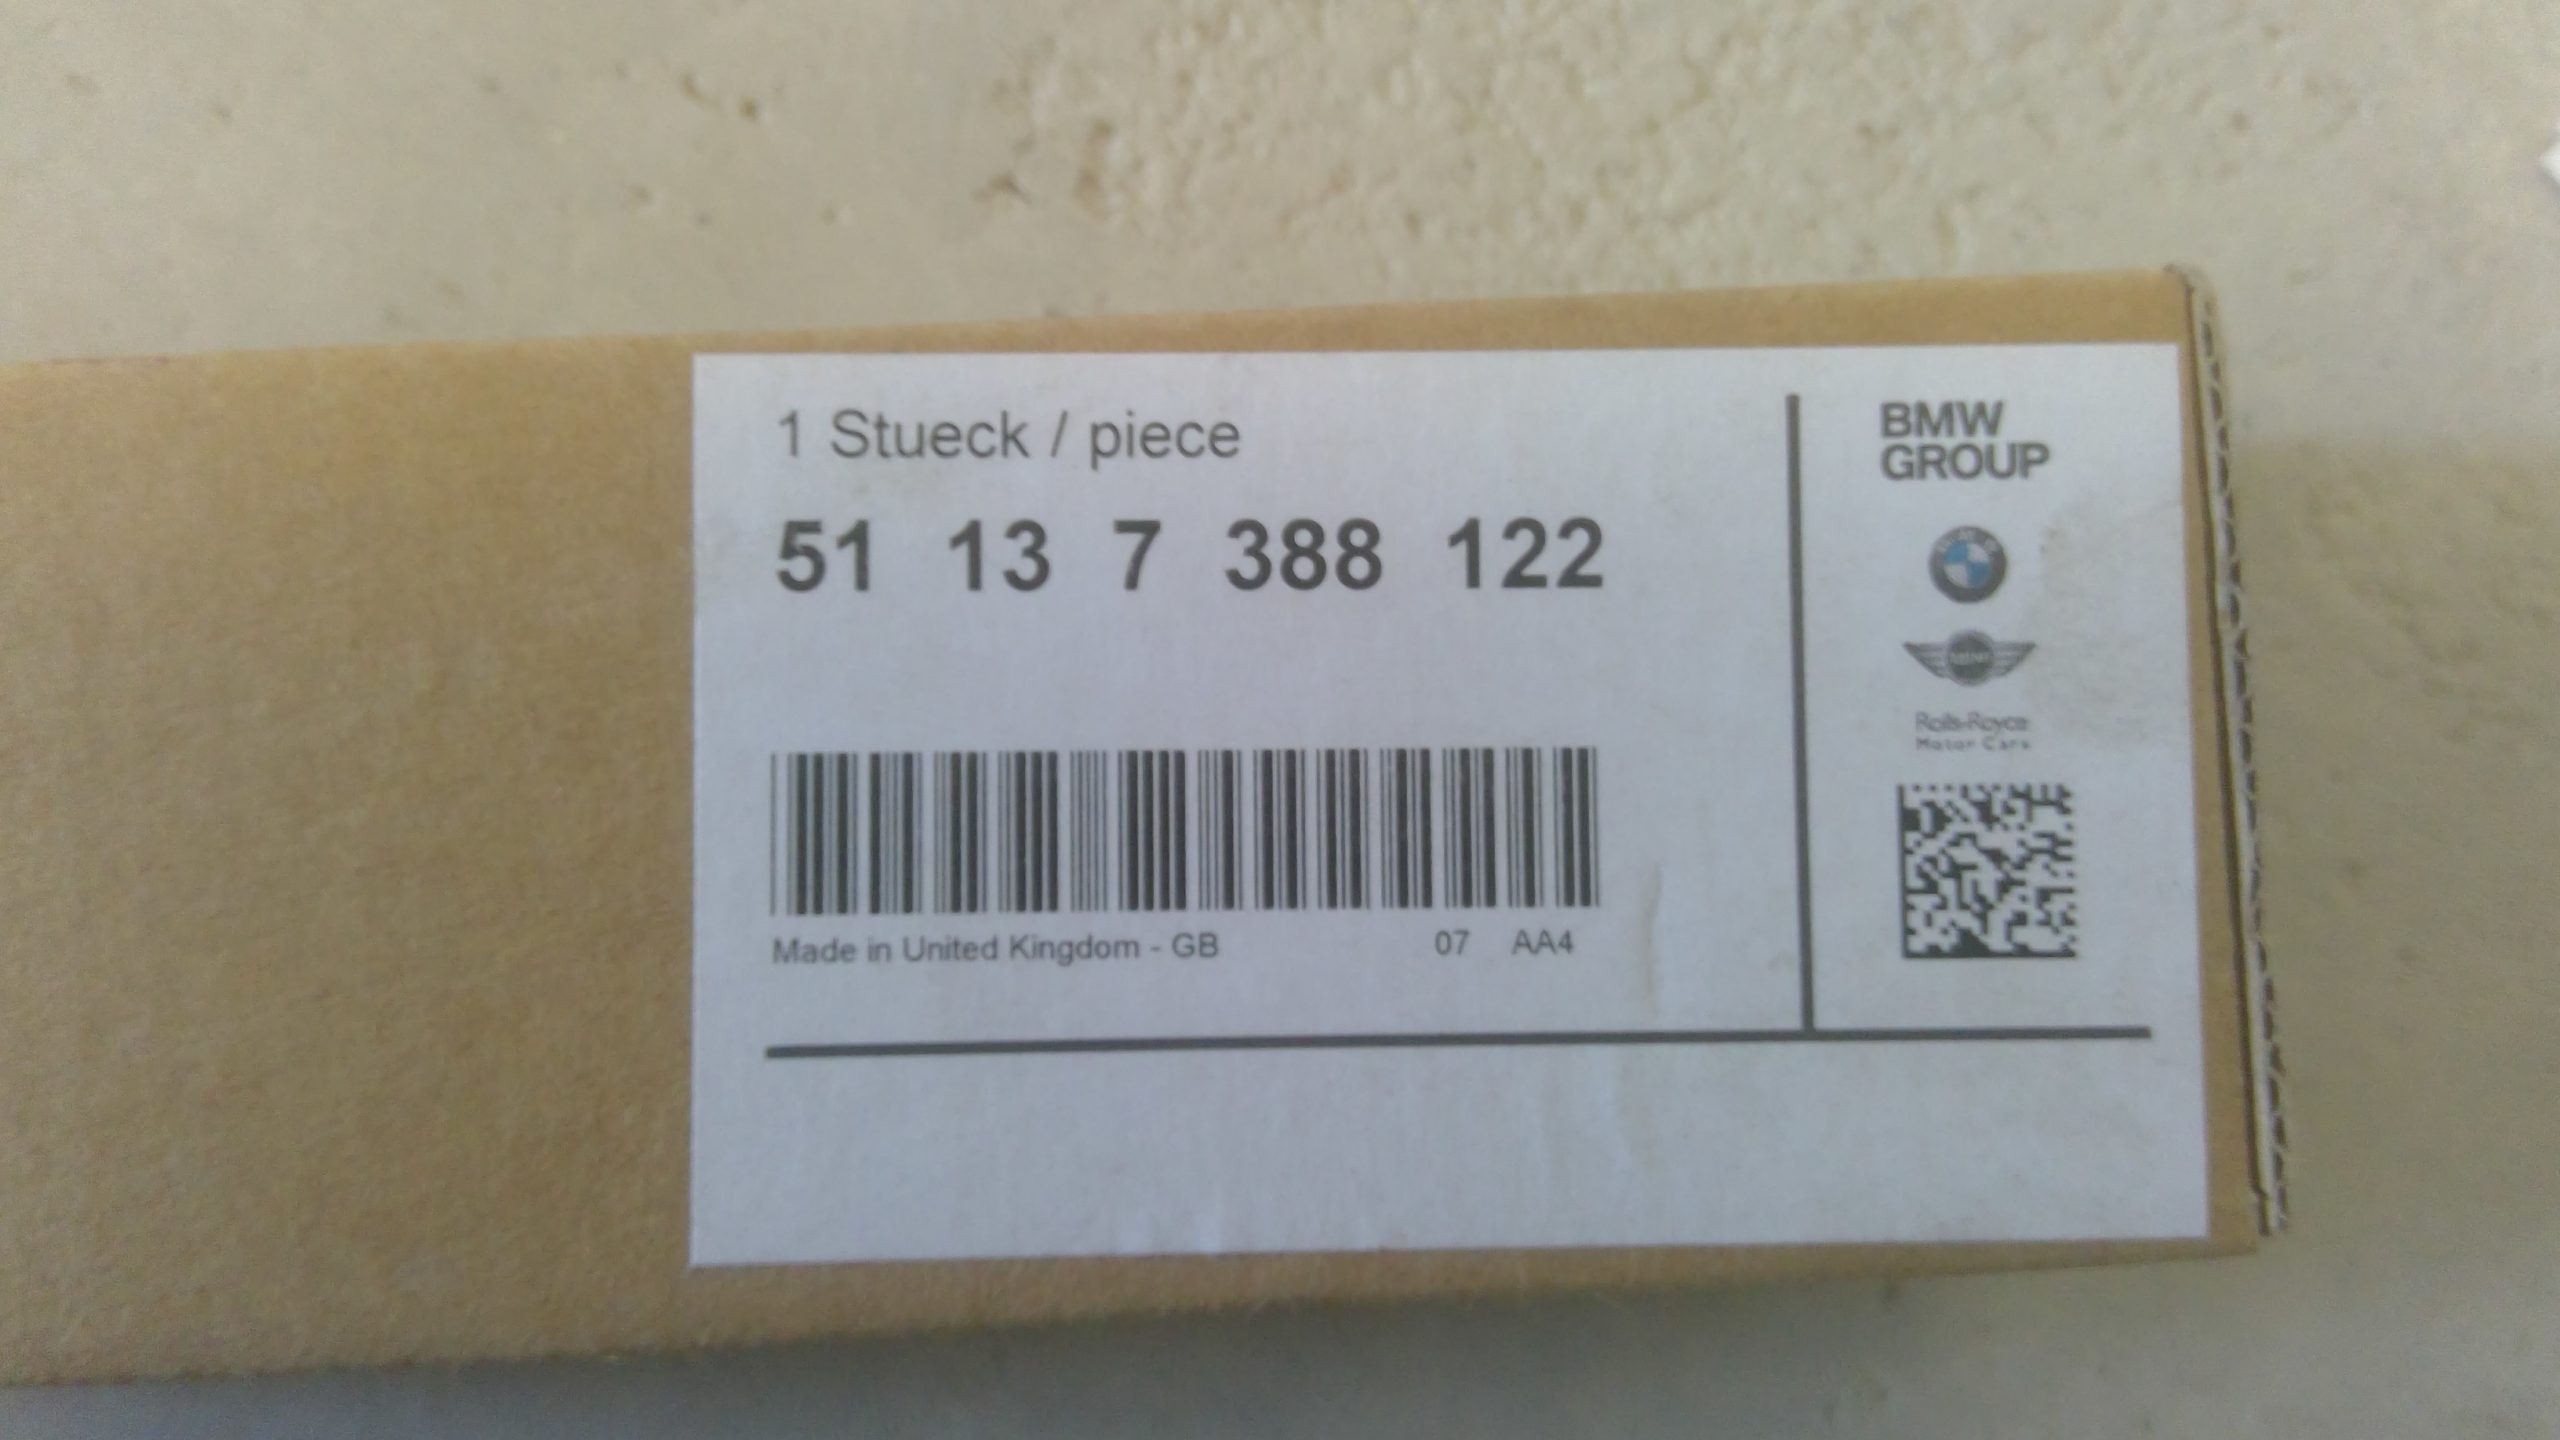 1 Stueck / piece
51 13 7 388 122
Made in United Kingdom - GB 07 AA4
BMW
GROUP
Rolls-Royce
Motor Cars